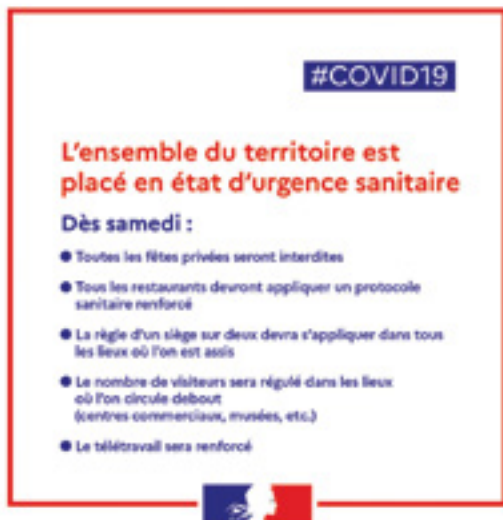 #COVID19
L'ensemble du territoire est
placé en état d'urgence sanitaire
Dès samedi :
● Toutes les fêtes privées seront interdites
● Tous les restaurants devront appliquer un protocole
sanitaire renforcé
● La règle d'un siège sur deux devra s'appliquer dans tous
les lieux où l'on est assis
● Le nombre de visiteurs sera régulé dans les lieux
où l'on circule debout
(centres commerciaux, musées, etc.)
● Le télétravail sera renforcé